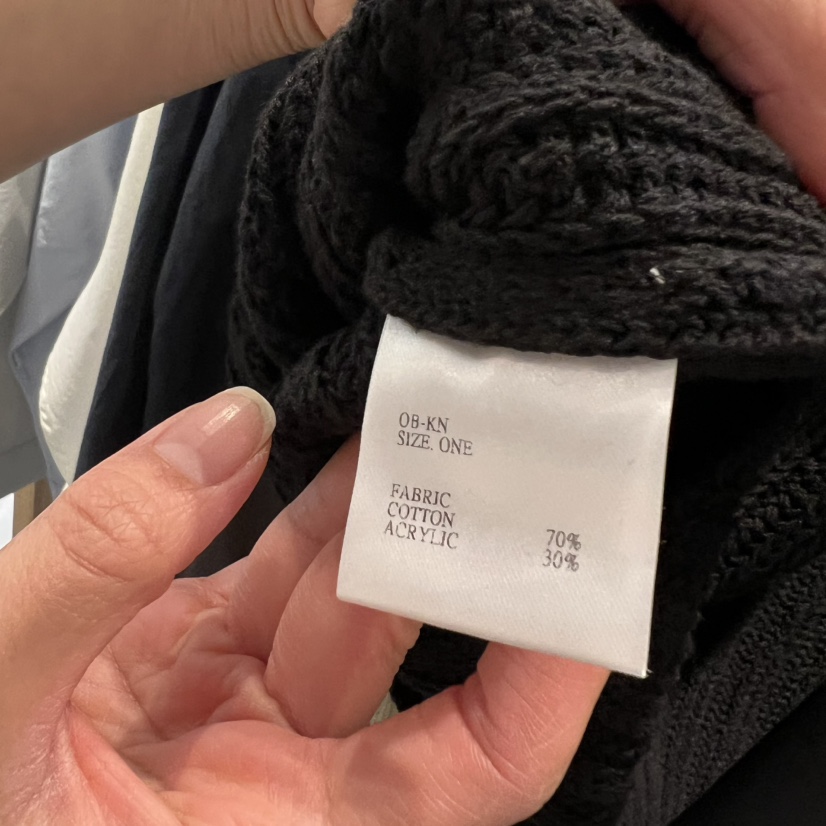 OB-KN
SIZE. ONE
FABRIC
COTTON 70%
ACRYLIC 30%